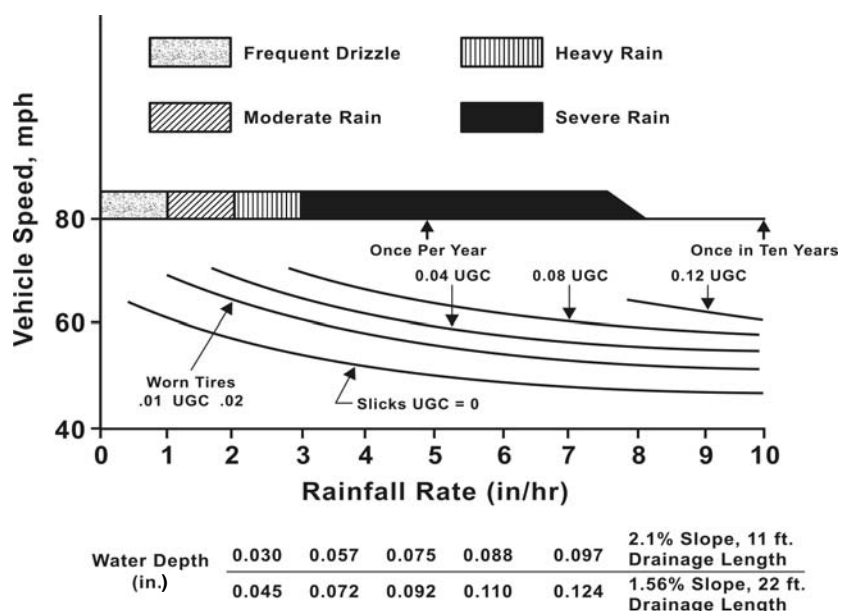 Frequent Drizzle
Heavy Rain
Moderate Rain
Severe Rain
Vehicle Speed, mph
80
60
40
Once Per Year
Once in Ten Years
0.04 UGC
0.08 UGC
0.12 UGC
Worn Tires
.01 UGC .02
Slicks UGC = 0
0 1 2 3 4 5 6 7 8 9 10
Rainfall Rate (in/hr)
Water Depth
(in.)
0.030 0.057 0.075 0.088 0.097
2.1% Slope, 11 ft.
Drainage Length
0.045 0.072 0.092 0.110 0.124
1.56% Slope, 22 ft.
Drainage Length